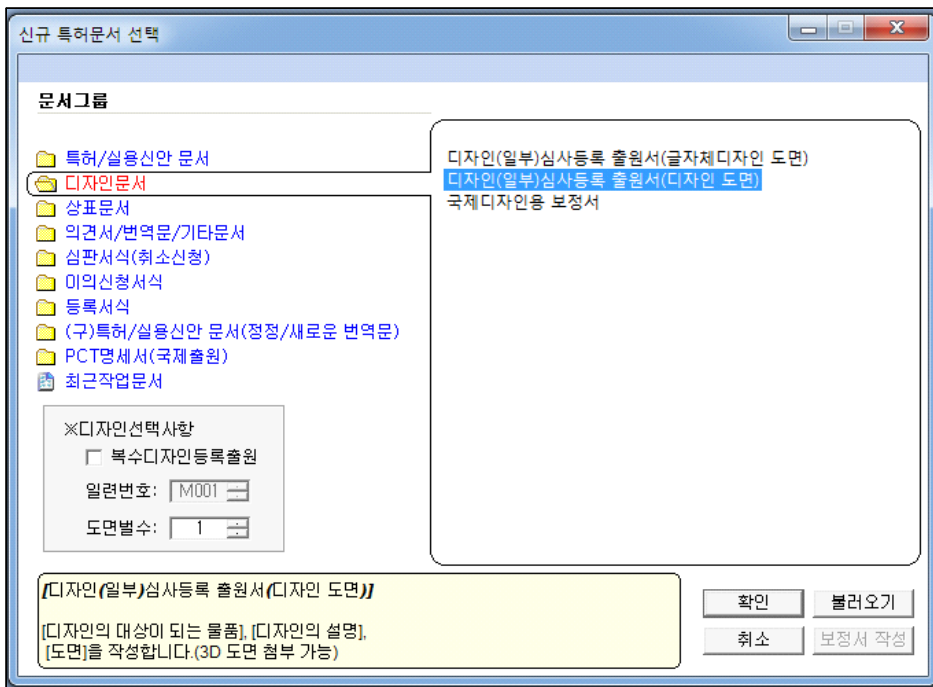 신규 특허문서 선택
문서그룹
특허/실용신안 문서
디자인문서
상표문서
의견서/번역문/기타문서
심판서식(취소신청)
이의신청서식
등록서식
(구)특허/실용신안 문서(정정/새로운 번역문)
PCT명세서(국제출원)
최근작업문서
※디자인선택사항
복수디자인등록출원
일련번호: M001
도면벌수: 1
디자인(일부)심사등록 출원서(글자체디자인 도면)
디자인(일부)심사등록 출원서(디자인 도면)
국제디자인용 보정서
[디자인(일부)심사등록 출원서(디자인 도면)]
[디자인의 대상이 되는 물품], [디자인의 설명],
[도면]을 작성합니다.(3D 도면 첨부 가능)
확인 불러오기
취소 보정서 작성